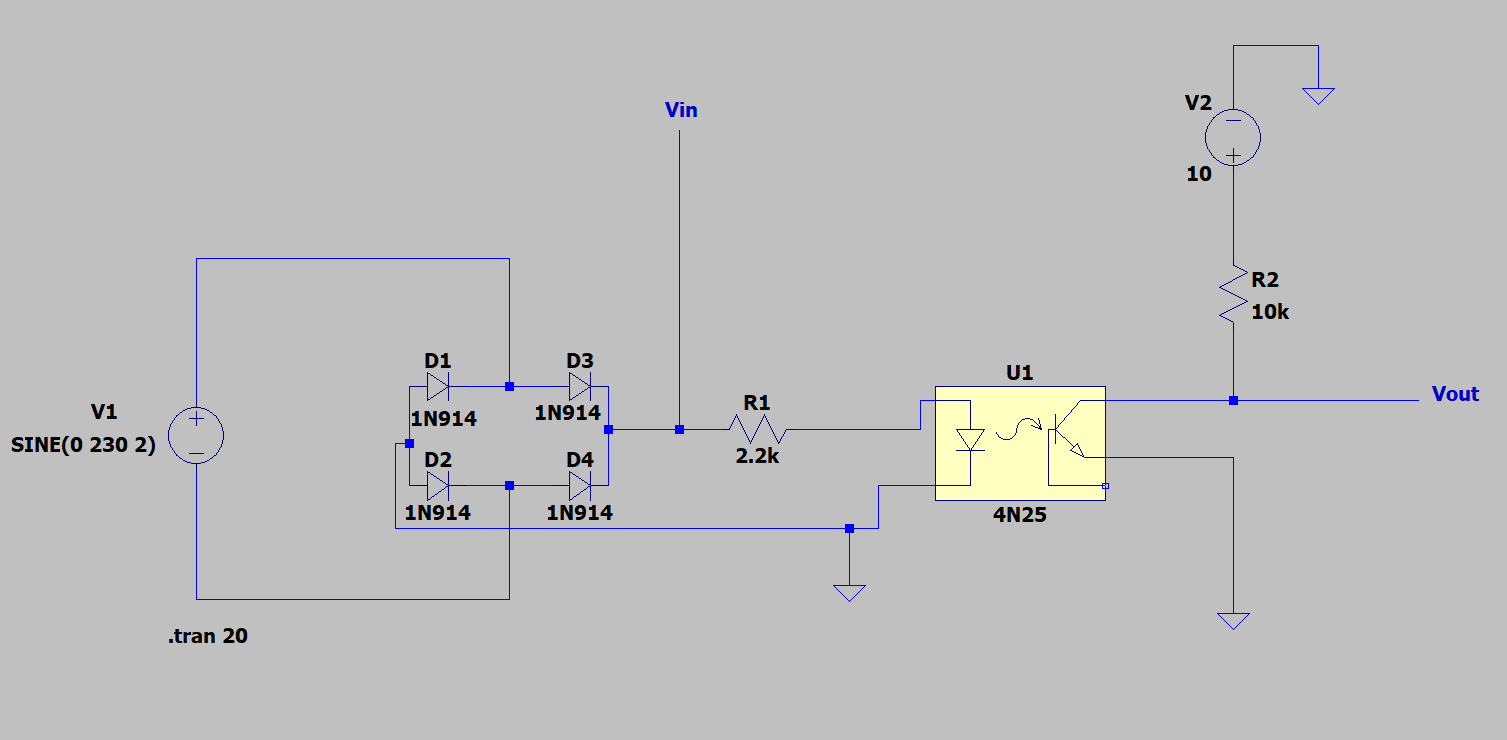 Vin
V2
10
R2
10k
D1
D3
1N914
1N914
V1
SINE(0 230 2)
R1
2.2k
U1
Vout
D2
D4
1N914
1N914
4N25
.tran 20